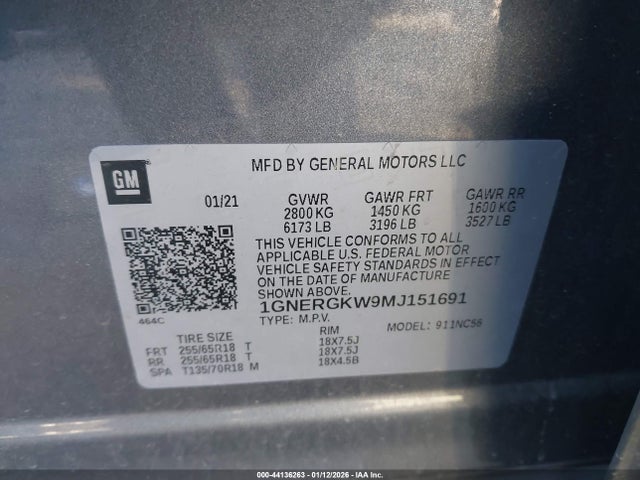 GM
MFD BY GENERAL MOTORS LLC
01/21 GVWR GAWR FRT GAWR RR
2800 KG 1450 KG 1600 KG
6173 LB 3196 LB 3527 LB
THIS VEHICLE CONFORMS TO ALL
APPLICABLE U.S. FEDERAL MOTOR
VEHICLE SAFETY STANDARDS IN EFFECT
ON THE DATE OF MANUFACTURE
SHOWN ABOVE.
464C
1GNERGKW9MJ151691
TYPE: M.P.V. MODEL: 911NC56
TIRE SIZE RIM
FRT 255/65R18 T 18X7.5J
RR 255/65R18 T 18X7.5J
SPA T135/70R18 M 18X4.5B
000-44136263 - 01/12/2026 - IAA Inc.